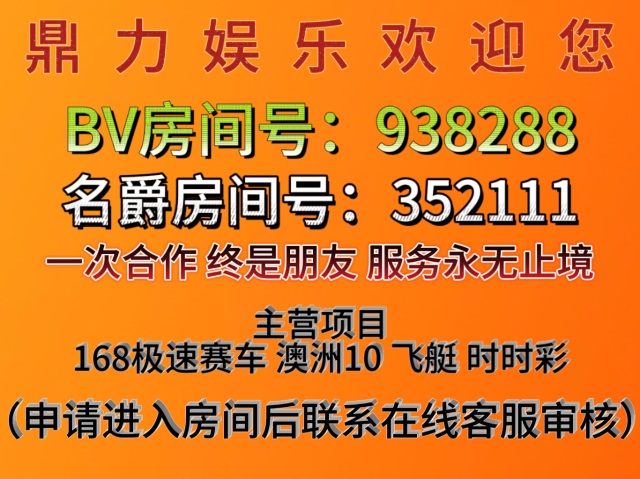 鼎力娱乐欢迎您
BV房间号：938288
名爵房间号：352111
一次合作 终是朋友 服务永无止境
主营项目
168极速赛车 澳洲10 飞艇 时时彩
（申请进入房间后联系在线客服审核）